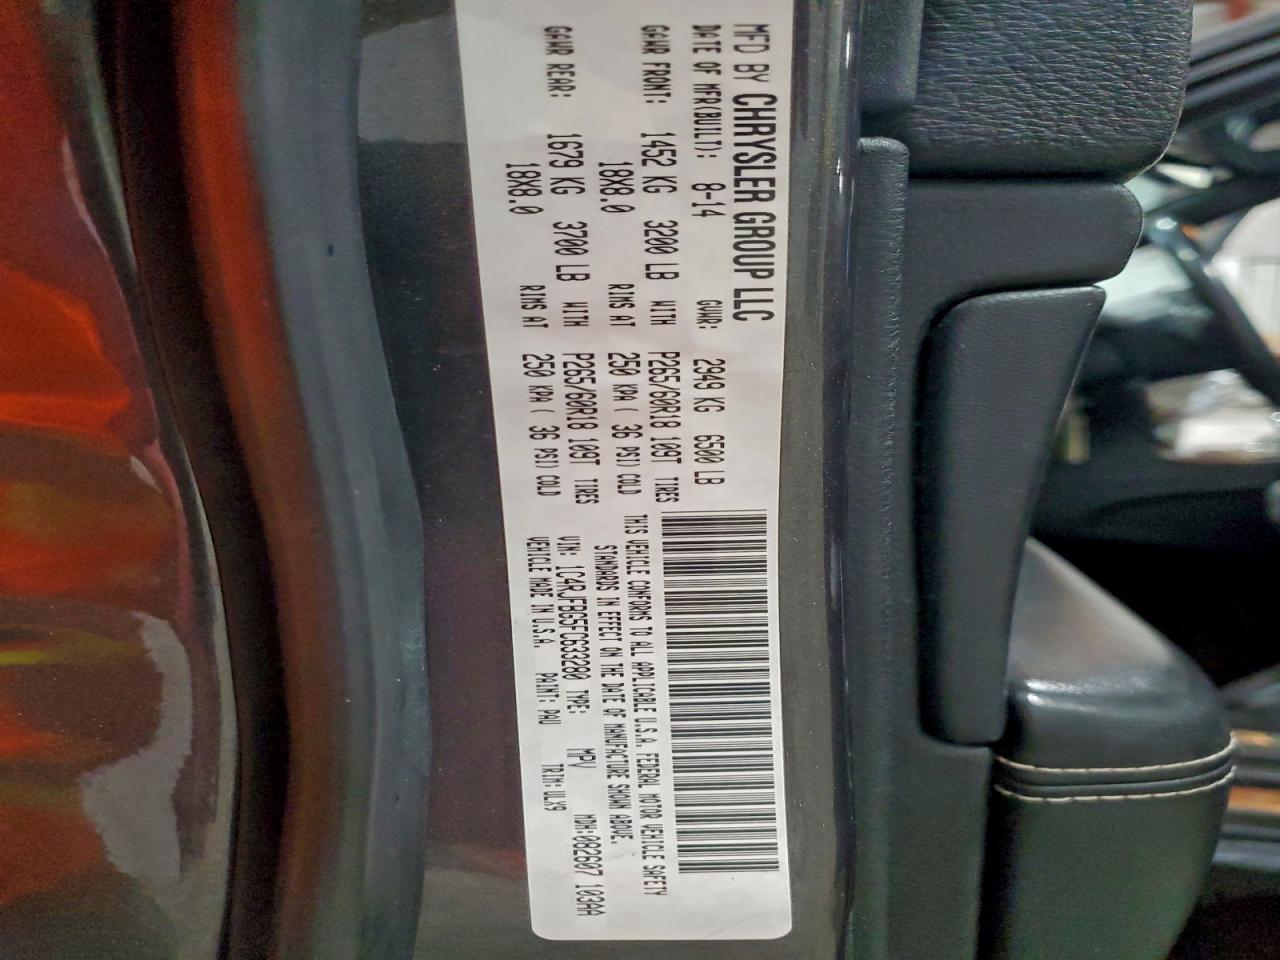 MFD BY CHRYSLER GROUP LLC
DATE OF MFR(BUILT): 8-14 GVWR: 2949 KG 6500 LB
GAWR FRONT: 1452 KG 3200 LB WITH P265/60R18 109T TIRES
18X8.0 RIMS AT 250 KPA ( 36 PSI) COLD
GAWR REAR: 1679 KG 3700 LB WITH P265/60R18 109T TIRES
18X8.0 RIMS AT 250 KPA ( 36 PSI) COLD
THIS VEHICLE CONFORMS TO ALL APPLICABLE U.S.A. FEDERAL MOTOR VEHICLE SAFETY
STANDARDS IN EFFECT ON THE DATE OF MANUFACTURE SHOWN ABOVE.
VIN: 1C4RJFBG5FC633280 TYPE: MPV MDH:082607 103AA
VEHICLE MADE IN U.S.A. PAINT: PAU TRIM:ULX9